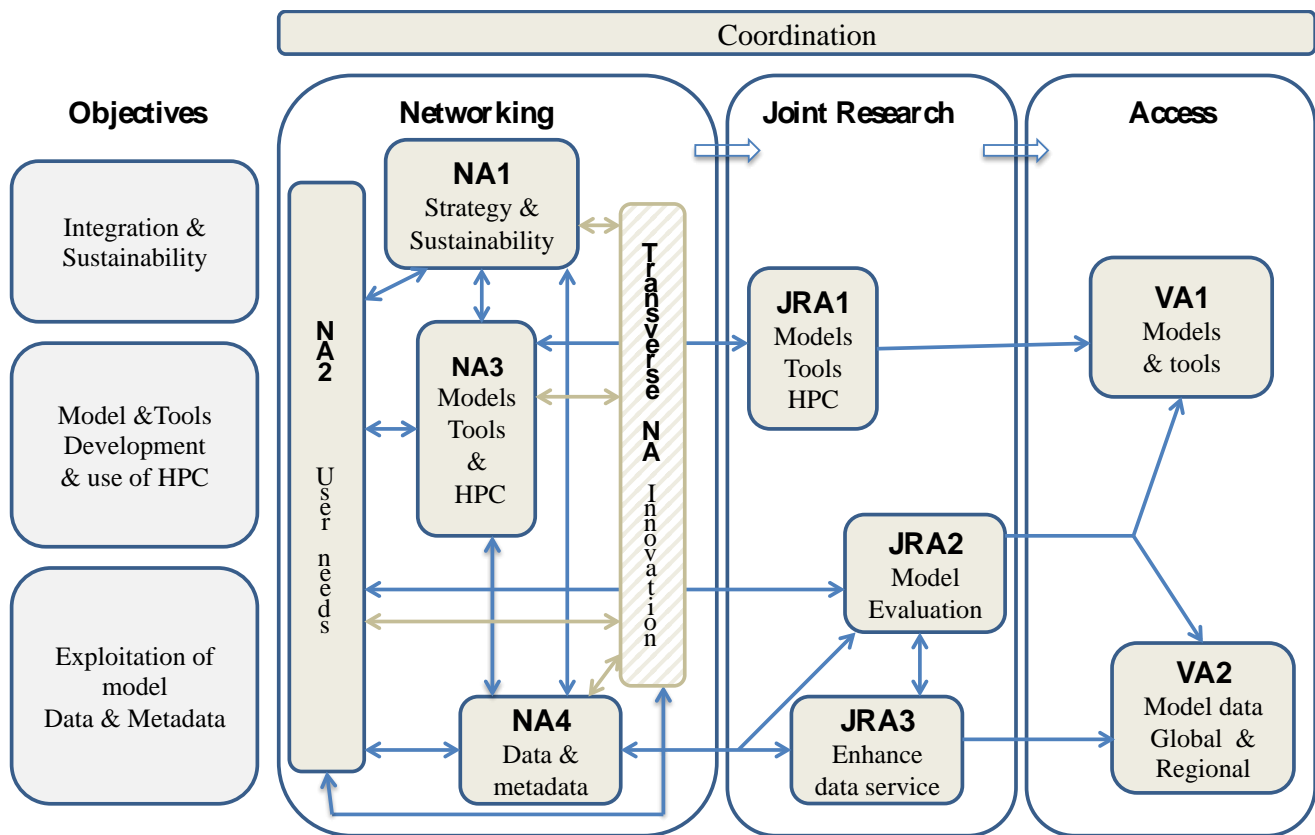 Coordination
Objectives
Networking
Joint Research
Access
Integration &
Sustainability
Model &Tools
Development
& use of HPC
Exploitation of
model
Data & Metadata
NA2 User needs
NA1
Strategy &
Sustainability
NA3
Models
Tools
&
HPC
NA4
Data &
metadata
Transverse NA Innovation
JRA1
Models
Tools
HPC
JRA2
Model
Evaluation
JRA3
Enhance
data service
VA1
Models
& tools
VA2
Model data
Global &
Regional